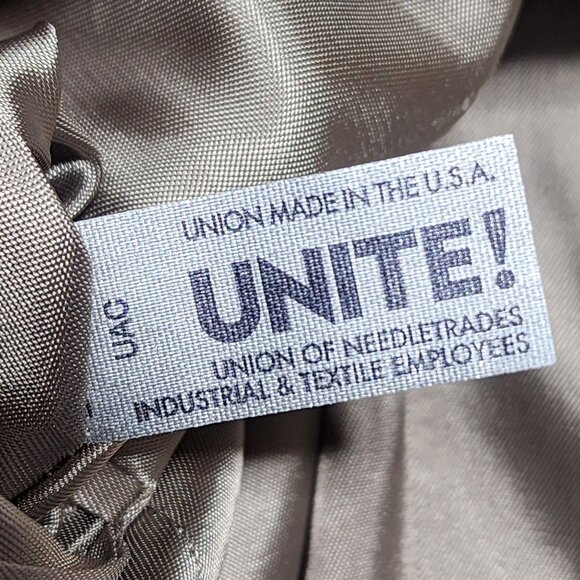 UNION MADE IN THE U.S.A.
UNITE!
UAC
UNION OF NEEDLETRADES
INDUSTRIAL & TEXTILE EMPLOYEES